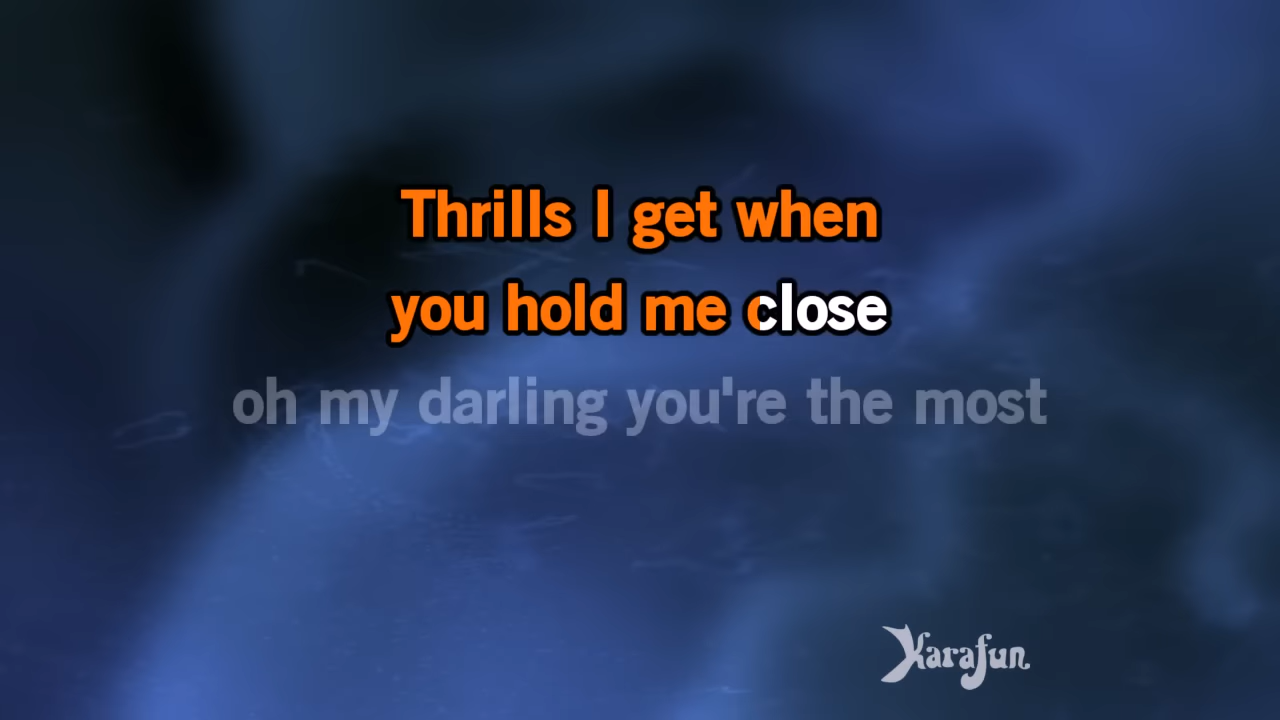 Thrills I get when
you hold me close
oh my darling you're the most
Karafun